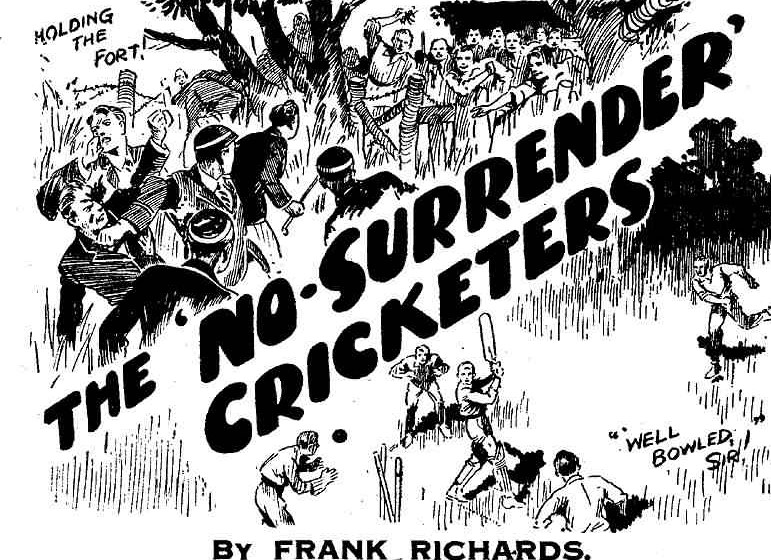 HOLDING
THE
FORT!
THE 'NO-SURRENDER'
CRICKETERS
"WELL
BOWLED,
SIR!"
BY FRANK RICHARDS.